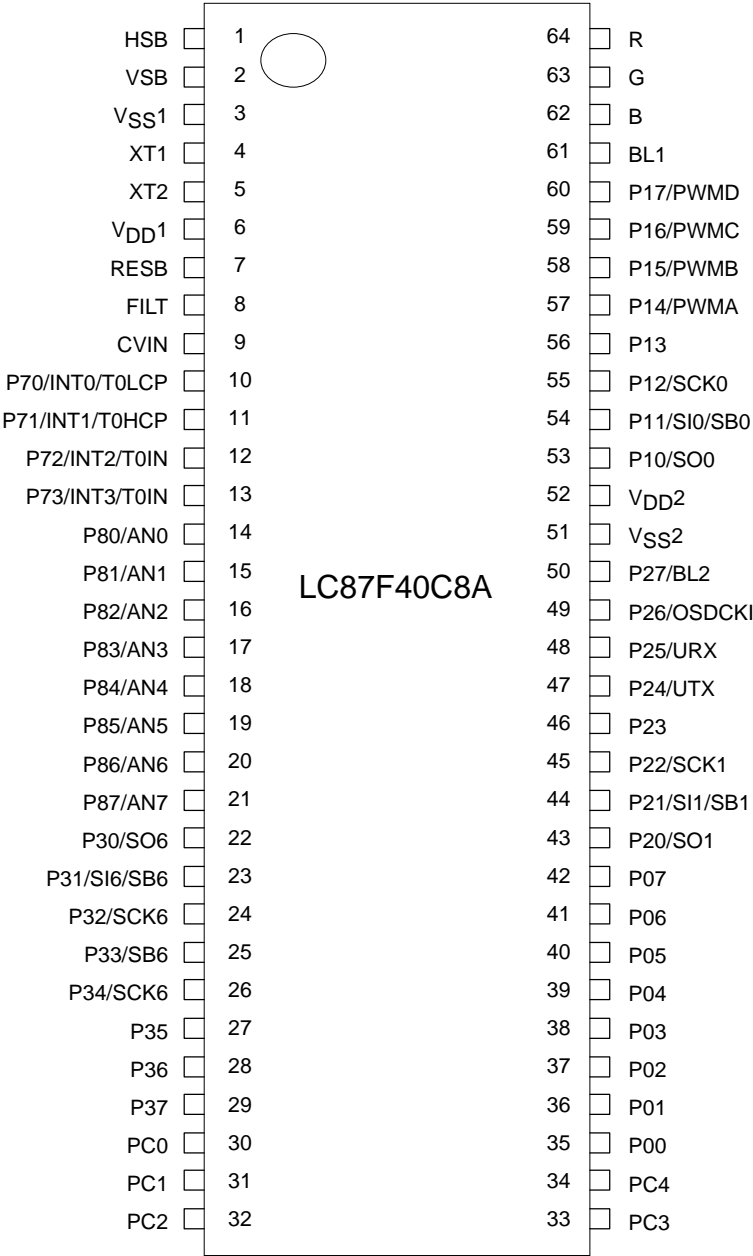 HSB 1 64 R
VSB 2 63 G
VSS1 3 62 B
XT1 4 61 BL1
XT2 5 60 P17/PWMD
VDD1 6 59 P16/PWMC
RESB 7 58 P15/PWMB
FILT 8 57 P14/PWMA
CVIN 9 56 P13
P70/INT0/T0LCP 10 55 P12/SCK0
P71/INT1/T0HCP 11 54 P11/SI0/SB0
P72/INT2/T0IN 12 53 P10/SO0
P73/INT3/T0IN 13 52 VDD2
P80/AN0 14 51 VSS2
P81/AN1 15 50 P27/BL2
LC87F40C8A
P82/AN2 16 49 P26/OSDCKI
P83/AN3 17 48 P25/URX
P84/AN4 18 47 P24/UTX
P85/AN5 19 46 P23
P86/AN6 20 45 P22/SCK1
P87/AN7 21 44 P21/SI1/SB1
P30/SO6 22 43 P20/SO1
P31/SI6/SB6 23 42 P07
P32/SCK6 24 41 P06
P33/SB6 25 40 P05
P34/SCK6 26 39 P04
P35 27 38 P03
P36 28 37 P02
P37 29 36 P01
PC0 30 35 P00
PC1 31 34 PC4
PC2 32 33 PC3